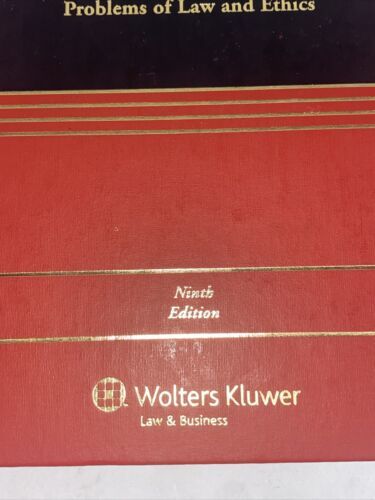 Problems of Law and Ethics
Ninth
Edition
Wolters Kluwer
Law & Business